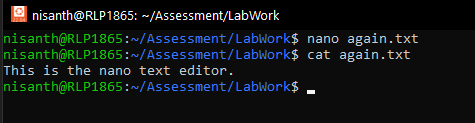 nisanth@RLP1865: ~/Assessment/LabWork
nisanth@RLP1865:~/Assessment/LabWork$ nano again.txt
nisanth@RLP1865:~/Assessment/LabWork$ cat again.txt
This is the nano text editor.
nisanth@RLP1865:~/Assessment/LabWork$